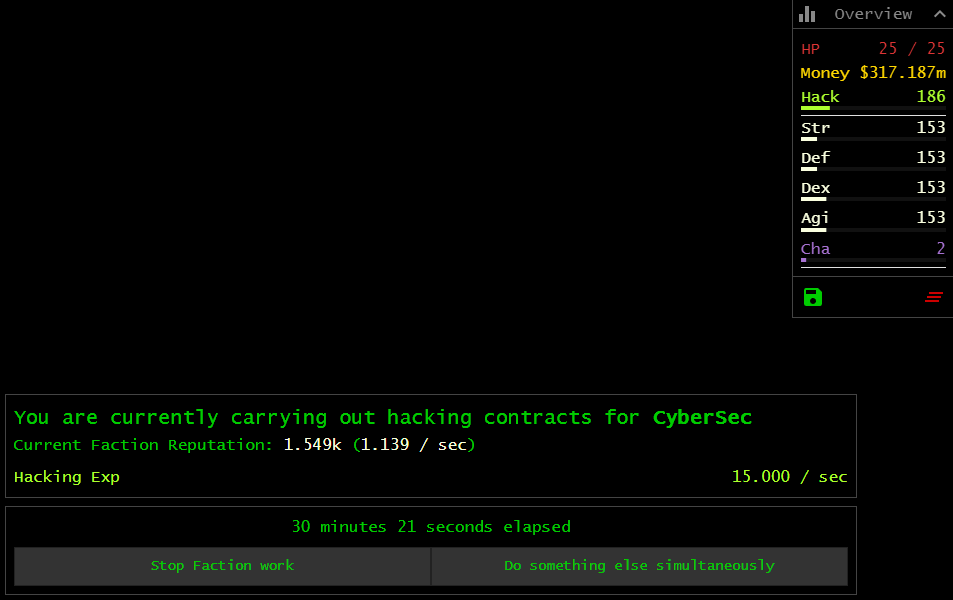 Overview
HP 25 / 25
Money $317.187m
Hack 186
Str 153
Def 153
Dex 153
Agi 153
Cha 2
You are currently carrying out hacking contracts for CyberSec
Current Faction Reputation: 1.549k (1.139 / sec)
Hacking Exp 15.000 / sec
30 minutes 21 seconds elapsed
Stop Faction work Do something else simultaneously